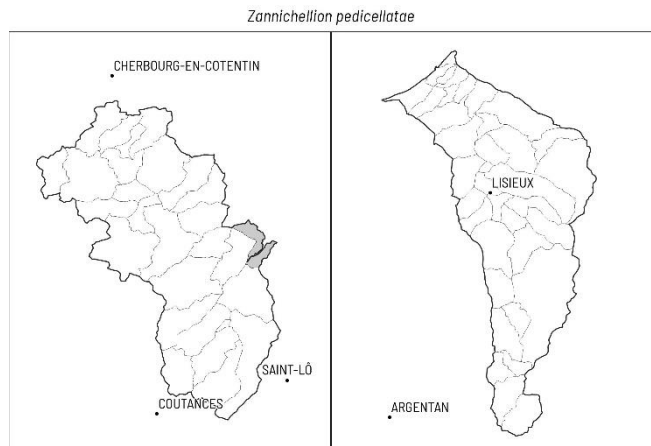 Zannichellion pedicellatae
CHERBOURG-EN-COTENTIN
LISIEUX
SAINT-LÔ
COUTANCES
ARGENTAN